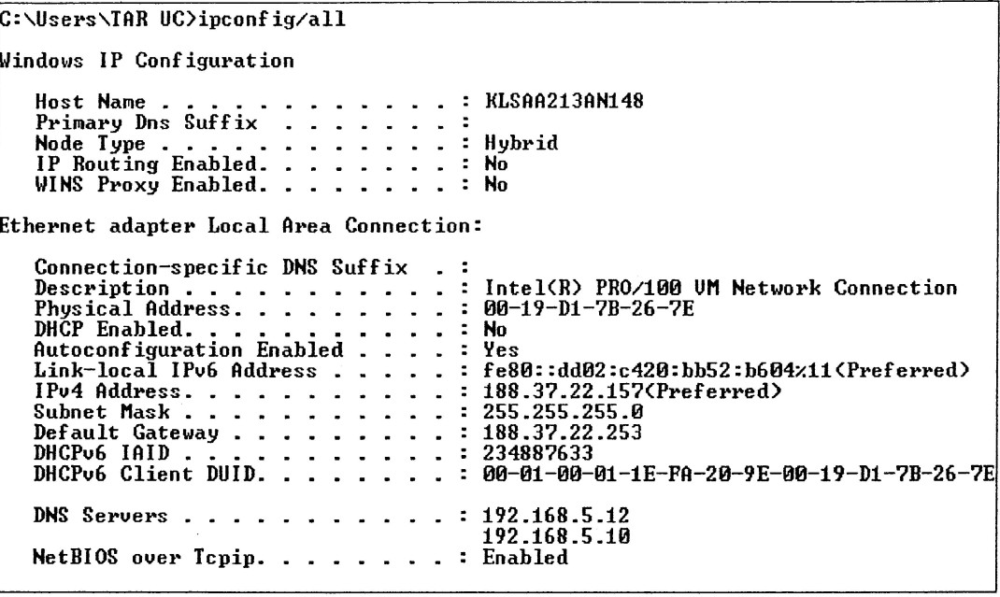 C:\Users\TAR UC>ipconfig/all
Windows IP Configuration
Host Name . . . . . . . . . . . . : KLSAA213AN148
Primary Dns Suffix . . . . . . . :
Node Type . . . . . . . . . . . . : Hybrid
IP Routing Enabled. . . . . . . . : No
WINS Proxy Enabled. . . . . . . . : No
Ethernet adapter Local Area Connection:
Connection-specific DNS Suffix . :
Description . . . . . . . . . . . : Intel(R) PRO/100 VM Network Connection
Physical Address. . . . . . . . . : 00-19-D1-7B-26-7E
DHCP Enabled. . . . . . . . . . . : No
Autoconfiguration Enabled . . . . : Yes
Link-local IPv6 Address . . . . . : fe80::dd02:c420:bb52:b604%11(Preferred)
IPv4 Address. . . . . . . . . . . : 188.37.22.157(Preferred)
Subnet Mask . . . . . . . . . . . : 255.255.255.0
Default Gateway . . . . . . . . . : 188.37.22.253
DHCPv6 IAID . . . . . . . . . . . : 234887633
DHCPv6 Client DUID. . . . . . . . : 00-01-00-01-1E-FA-20-9E-00-19-D1-7B-26-7E
DNS Servers . . . . . . . . . . . : 192.168.5.12
192.168.5.10
NetBIOS over Tcpip. . . . . . . . : Enabled